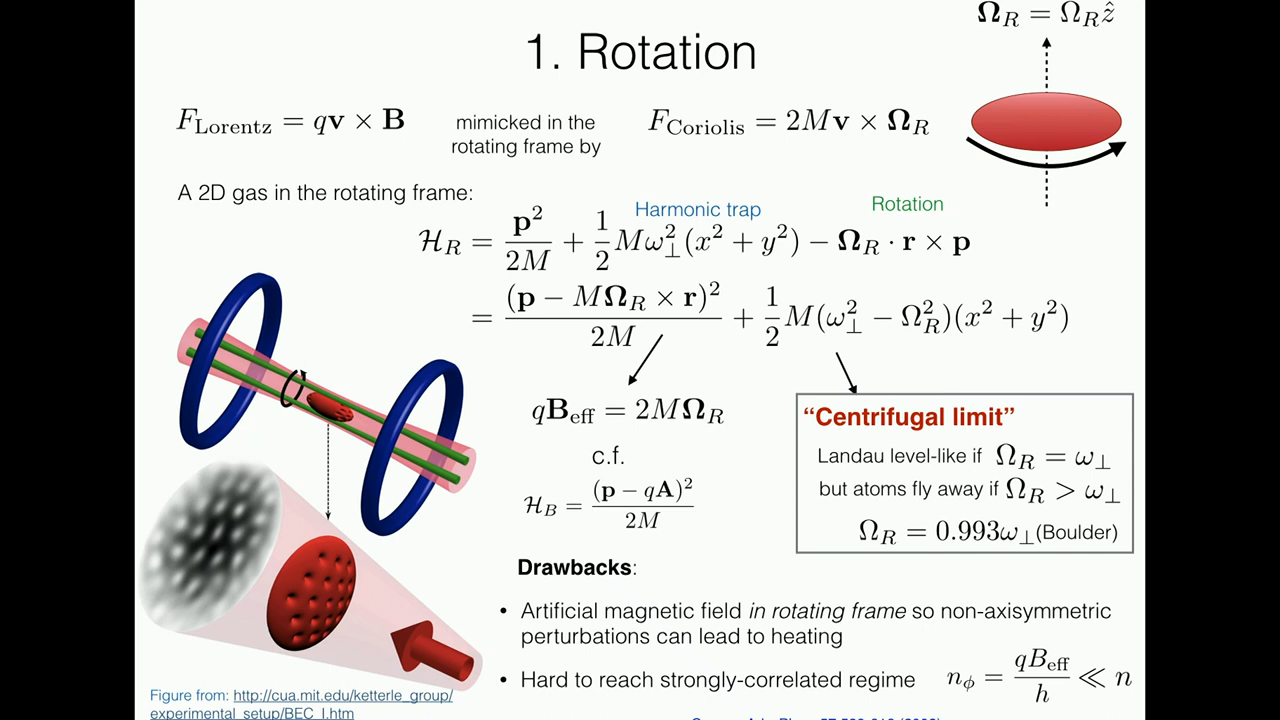 𝛀_R = Ω_R ẑ
1. Rotation
F_Lorentz = q𝐯 × 𝐁
mimicked in the
rotating frame by
F_Coriolis = 2M𝐯 × 𝛀_R
A 2D gas in the rotating frame:
Harmonic trap
Rotation
ℋ_R = 𝐩²/2M + 1/2 Mω⊥²(x² + y²) − 𝛀_R · 𝐫 × 𝐩
= (𝐩 − M𝛀_R × 𝐫)²/2M + 1/2 M(ω⊥² − Ω_R²)(x² + y²)
q𝐁_eff = 2M𝛀_R
c.f.
ℋ_B = (𝐩 − q𝐀)²/2M
“Centrifugal limit”
Landau level-like if Ω_R = ω⊥
but atoms fly away if Ω_R > ω⊥
Ω_R = 0.993ω⊥ (Boulder)
Drawbacks:
• Artificial magnetic field in rotating frame so non-axisymmetric
perturbations can lead to heating
• Hard to reach strongly-correlated regime n_ϕ = qB_eff/h ≪ n
Figure from: http://cua.mit.edu/ketterle_group/
experimental_setup/BEC_I.htm